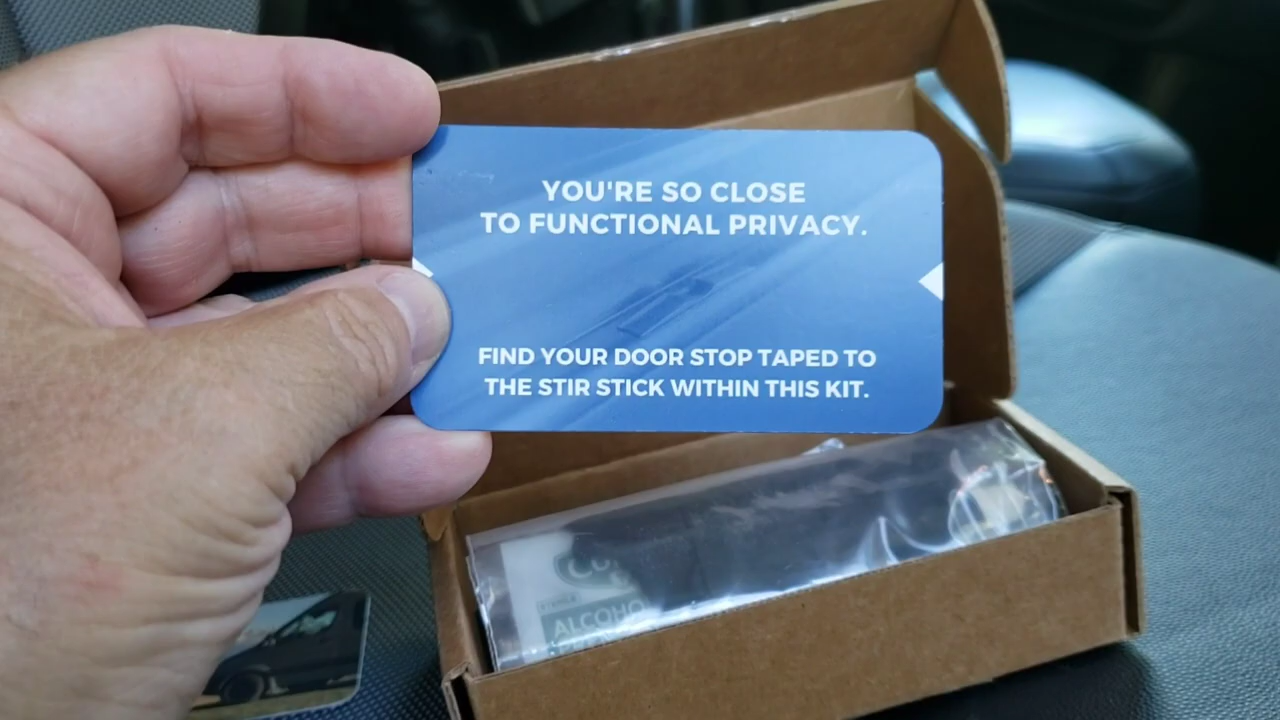 YOU'RE SO CLOSE
TO FUNCTIONAL PRIVACY.
FIND YOUR DOOR STOP TAPED TO
THE STIR STICK WITHIN THIS KIT.